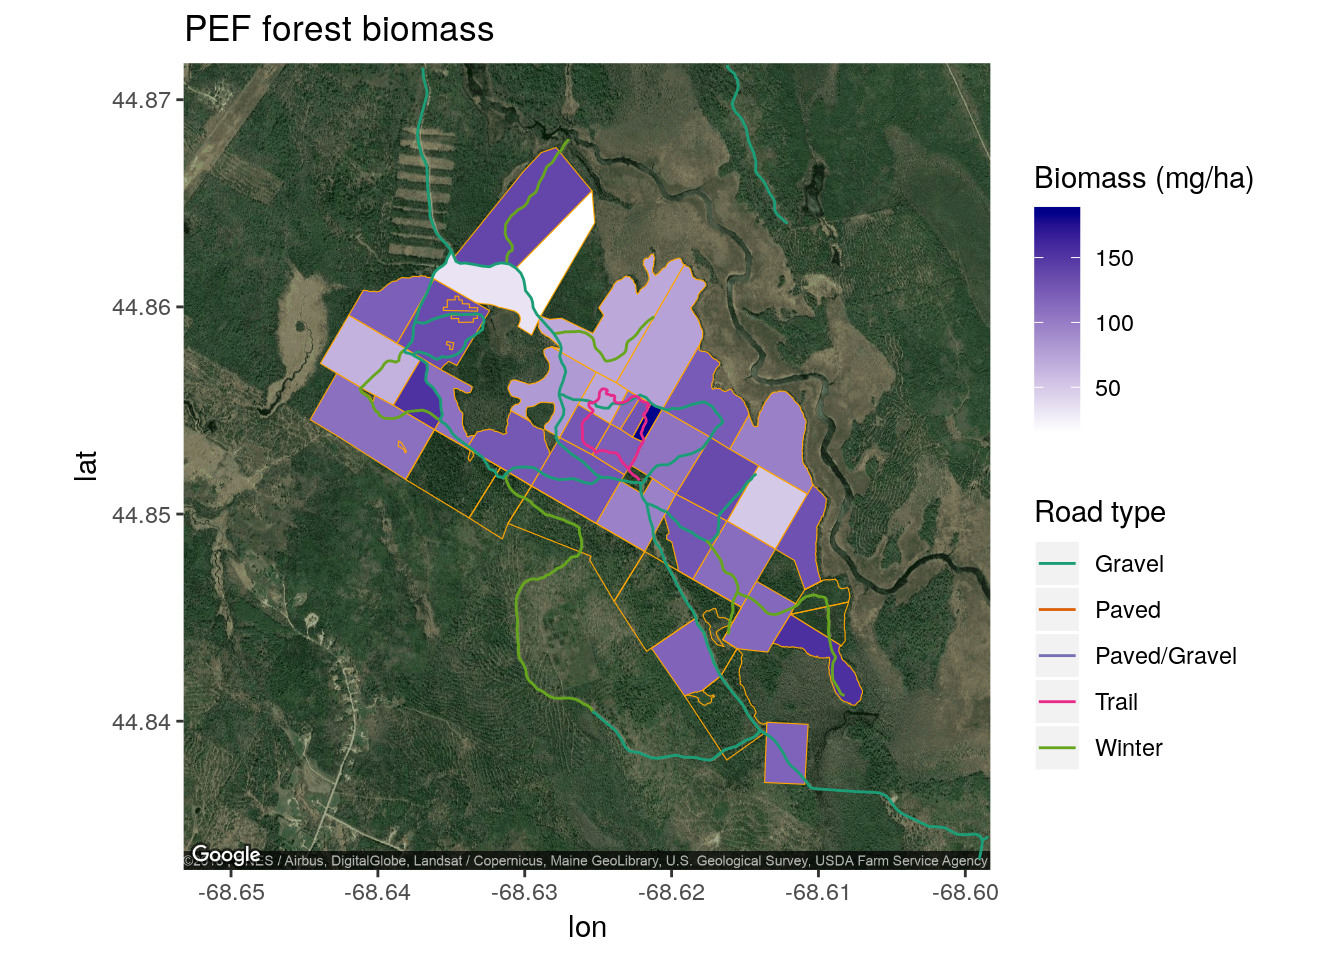 PEF forest biomass
44.87
44.86
44.85
44.84
lat
-68.65
-68.64
-68.63
-68.62
-68.61
-68.60
lon
Google
/ Airbus, DigitalGlobe, Landsat / Copernicus, Maine GeoLibrary, U.S. Geological Survey, USDA Farm Service Agency
Biomass (mg/ha)
150
100
50
Road type
Gravel
Paved
Paved/Gravel
Trail
Winter